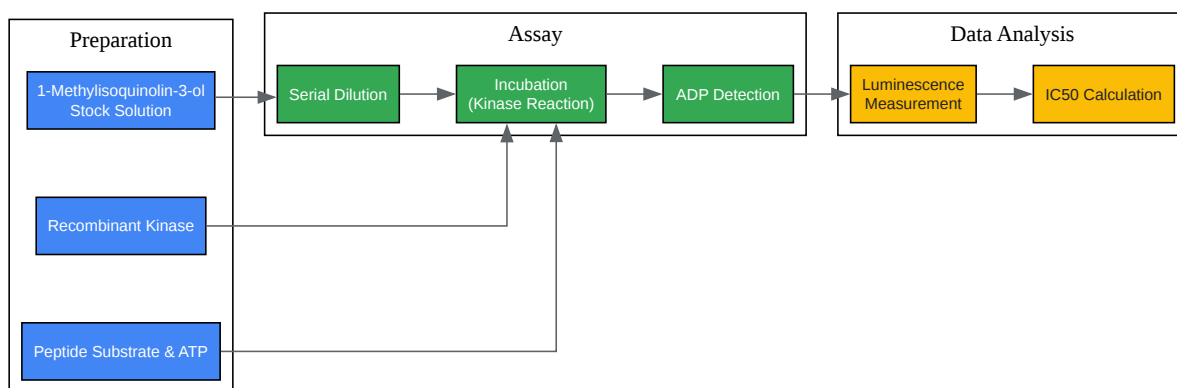 Preparation
1-Methylisoquinolin-3-ol
Stock Solution
Recombinant Kinase
Peptide Substrate & ATP
Assay
Serial Dilution
Incubation
(Kinase Reaction)
ADP Detection
Data Analysis
Luminescence
Measurement
IC50 Calculation